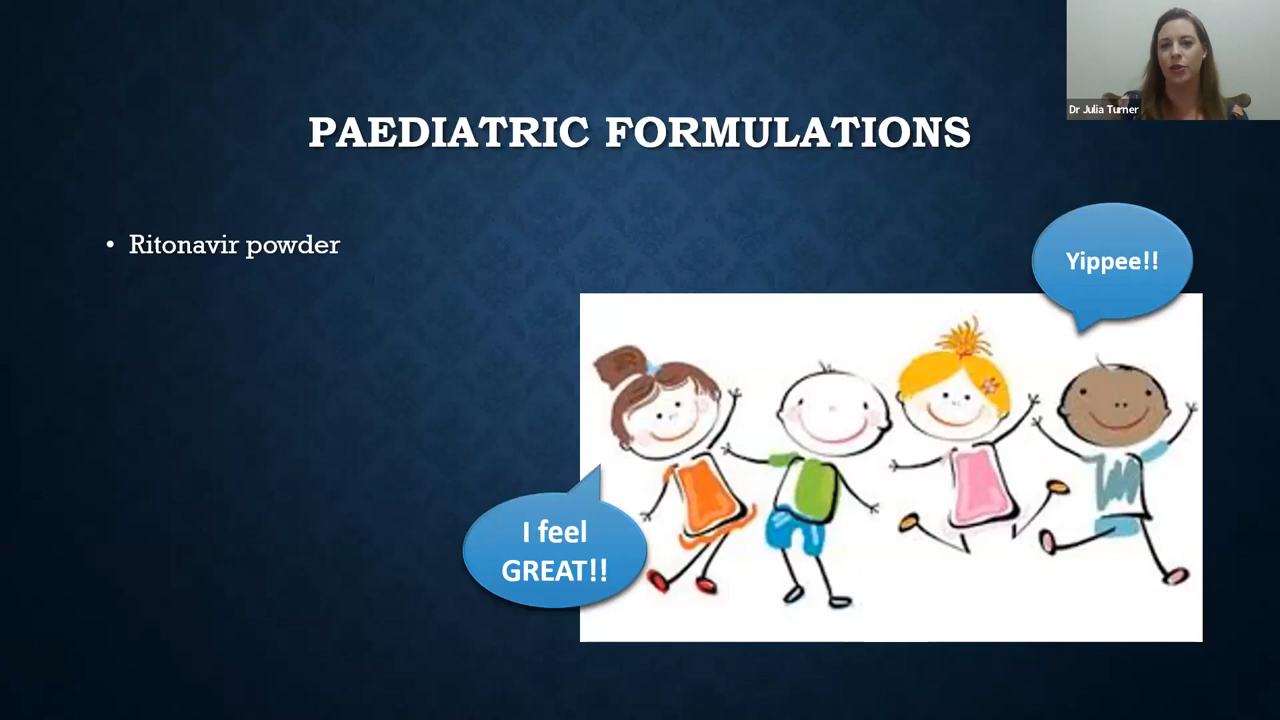 Dr Julia Turner
PAEDIATRIC FORMULATIONS
• Ritonavir powder
Yippee!!
I feel
GREAT!!